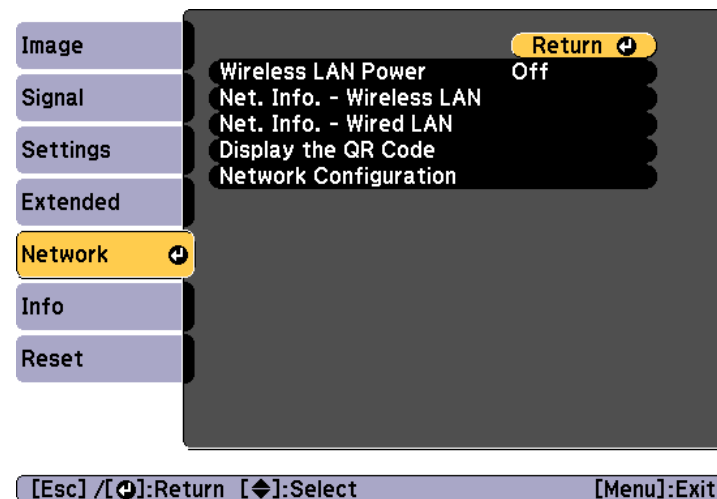 Image
Signal
Settings
Extended
Network
Info
Reset
Return
Wireless LAN Power Off
Net. Info. - Wireless LAN
Net. Info. - Wired LAN
Display the QR Code
Network Configuration
[Esc] /[ ]:Return [ ]:Select [Menu]:Exit